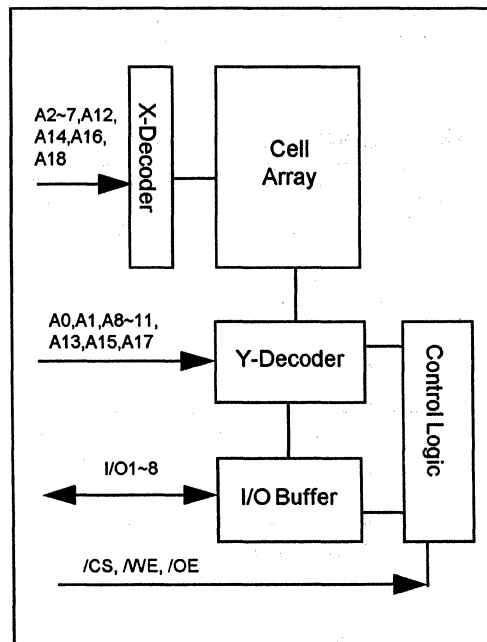 A2~7,A12,
A14,A16,
A18
X-Decoder
Cell
Array
A0,A1,A8~11,
A13,A15,A17
Y-Decoder
Control Logic
I/O1~8
I/O Buffer
/CS, /WE, /OE